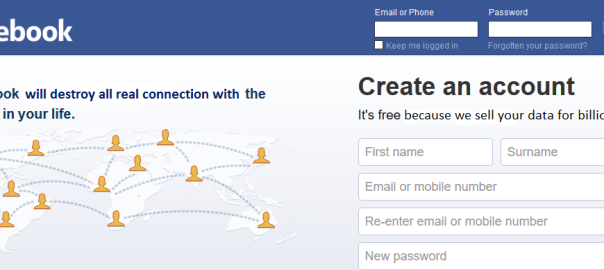 Email or Phone
Password
ebook
Keep me logged in
Forgotten your password?
Create an account
ook will destroy all real connection with the
in your life.
It's free because we sell your data for billi
First name
Surname
Email or mobile number
Re-enter email or mobile number
New password